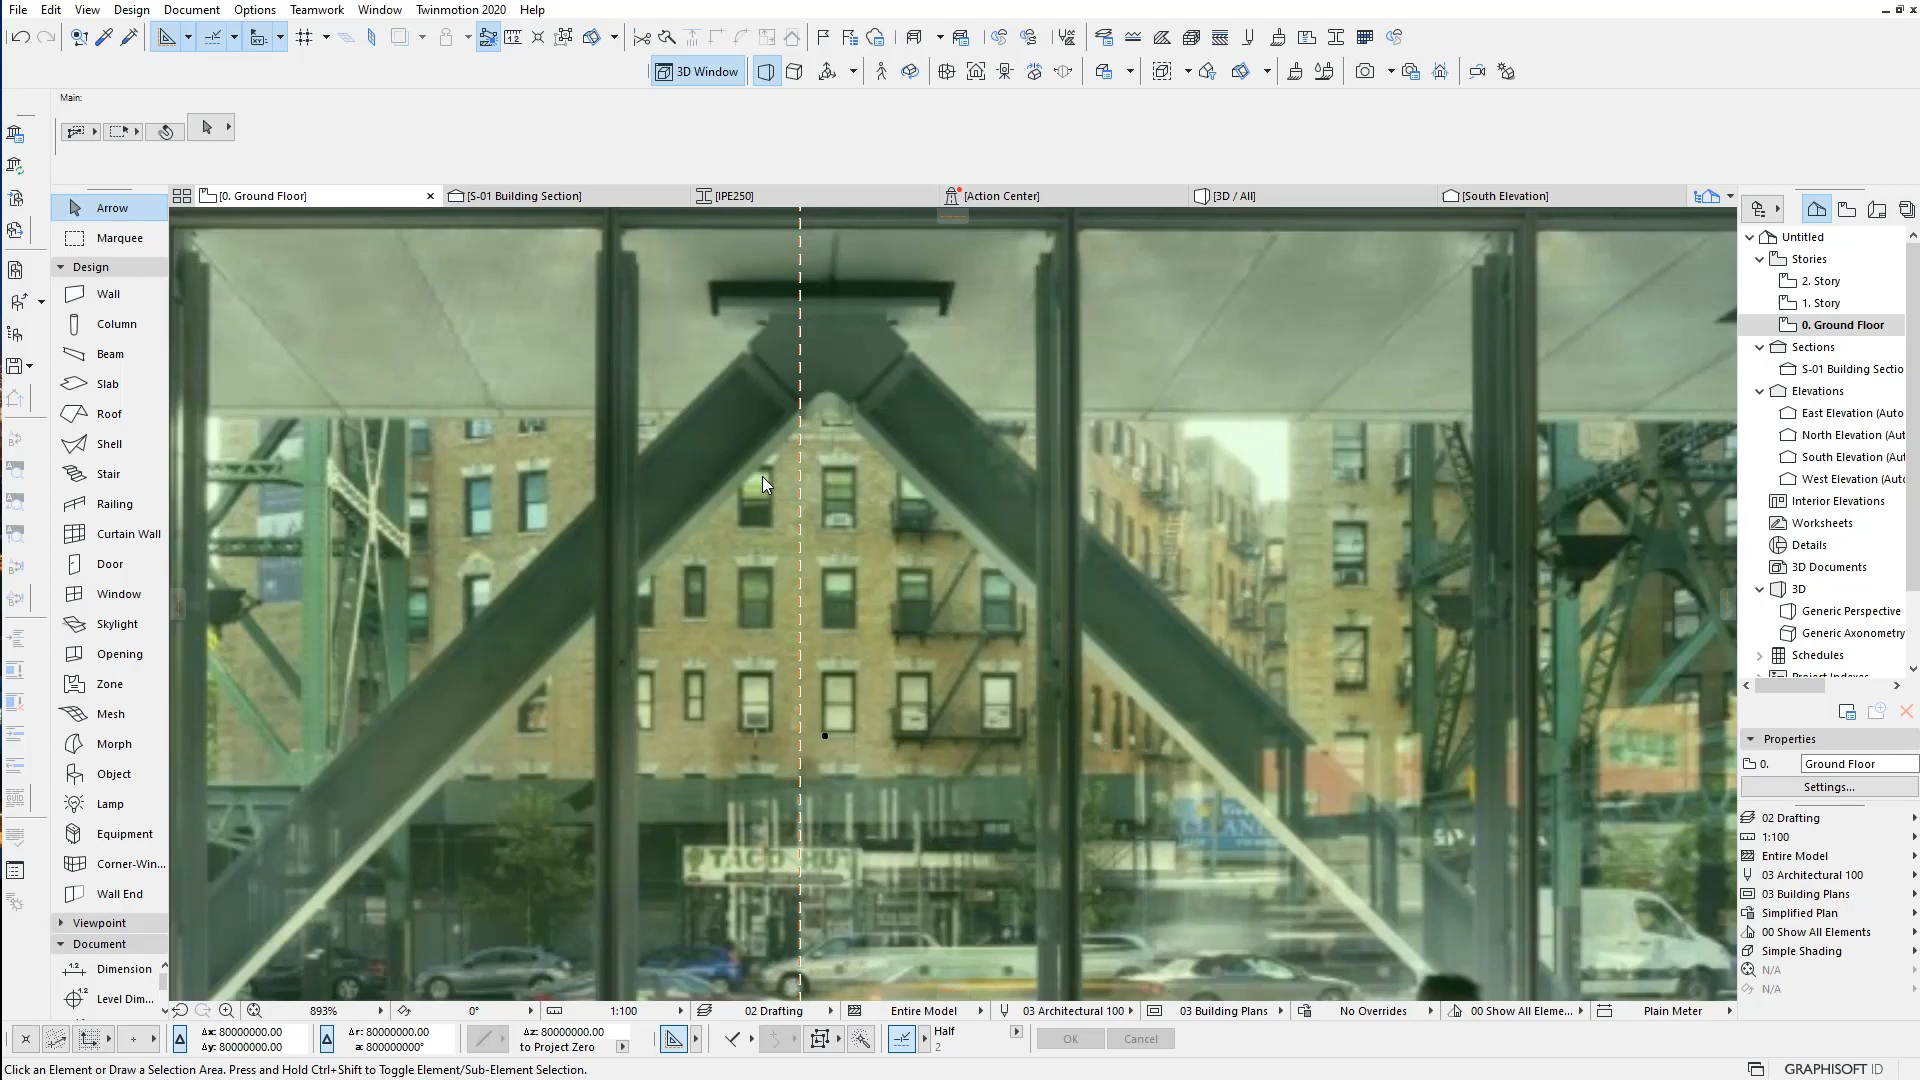 File Edit View Design Document Options Teamwork Window Twinmotion 2020 Help
3D Window
Main:
[0. Ground Floor]
[S-01 Building Section]
[IPE250]
[Action Center]
[3D / All]
[South Elevation]
Arrow
Marquee
Design
Wall
Column
Beam
Slab
Roof
Shell
Stair
Railing
Curtain Wall
Door
Window
Skylight
Opening
Zone
Mesh
Morph
Object
Lamp
Equipment
Corner-Win...
Wall End
Viewpoint
Document
1.2
Dimension
1.2
Level Dim...
TACO HUT
Untitled
Stories
2. Story
1. Story
0. Ground Floor
Sections
S-01 Building Sectio
Elevations
East Elevation (Auto
North Elevation (Aut
South Elevation (Aut
West Elevation (Auto
Interior Elevations
Worksheets
Details
3D Documents
3D
Generic Perspective
Generic Axonometry
Schedules
Project Indexes
Properties
0.
Ground Floor
Settings...
02 Drafting
1:100
Entire Model
03 Architectural 100
03 Building Plans
Simplified Plan
00 Show All Elements
Simple Shading
N/A
N/A
893%
0°
1:100
02 Drafting
Entire Model
03 Architectural 100
03 Building Plans
No Overrides
00 Show All Eleme...
Plain Meter
Δx: 80000000.00
Δy: 80000000.00
Δr: 80000000.00
a: 800000000°
Δz: 80000000.00
to Project Zero
Half
2
OK
Cancel
Click an Element or Draw a Selection Area. Press and Hold Ctrl+Shift to Toggle Element/Sub-Element Selection.
GRAPHISOFT ID